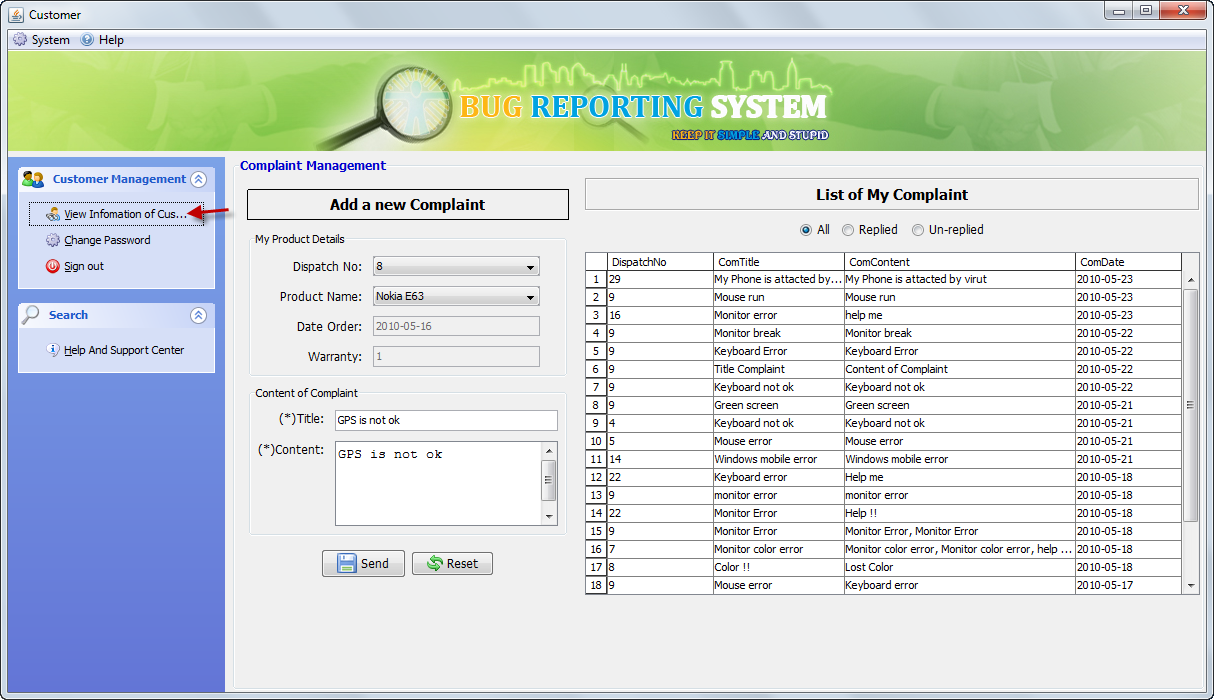 Customer
System Help
BUG REPORTING SYSTEM
KEEP IT SIMPLE AND STUPID
Customer Management
View Infomation of Cus...
Change Password
Sign out
Search
Help And Support Center
Complaint Management
Add a new Complaint
My Product Details
Dispatch No: 8
Product Name: Nokia E63
Date Order: 2010-05-16
Warranty: 1
Content of Complaint
(*)Title: GPS is not ok
(*)Content: GPS is not ok
Send Reset
List of My Complaint
All Replied Un-replied
DispatchNo ComTitle ComContent ComDate
1 29 My Phone is attacted by... My Phone is attacted by virut 2010-05-23
2 9 Mouse run Mouse run 2010-05-23
3 16 Monitor error help me 2010-05-23
4 9 Monitor break Monitor break 2010-05-22
5 9 Keyboard Error Keyboard Error 2010-05-22
6 9 Title Complaint Content of Complaint 2010-05-22
7 9 Keyboard not ok Keyboard not ok 2010-05-22
8 9 Green screen Green screen 2010-05-21
9 4 Keyboard not ok Keyboard not ok 2010-05-21
10 5 Mouse error Mouse error 2010-05-21
11 14 Windows mobile error Windows mobile error 2010-05-21
12 22 Keyboard error Help me 2010-05-18
13 9 monitor error monitor error 2010-05-18
14 22 Monitor Error Help !! 2010-05-18
15 9 Monitor Error Monitor Error, Monitor Error 2010-05-18
16 7 Monitor color error Monitor color error, Monitor color error, help ... 2010-05-18
17 8 Color !! Lost Color 2010-05-18
18 9 Mouse error Keyboard error 2010-05-17